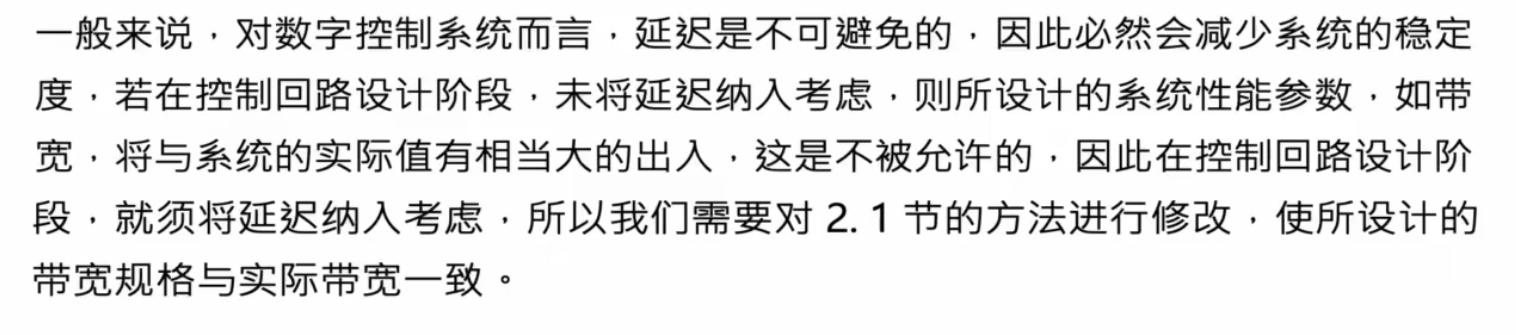 一般来说，对数字控制系统而言，延迟是不可避免的，因此必然会减少系统的稳定
度，若在控制回路设计阶段，未将延迟纳入考虑，则所设计的系统性能参数，如带
宽，将与系统的实际值有相当大的出入，这是不被允许的，因此在控制回路设计阶
段，就须将延迟纳入考虑，所以我们需要对 2.1 节的方法进行修改，使所设计的
带宽规格与实际带宽一致。